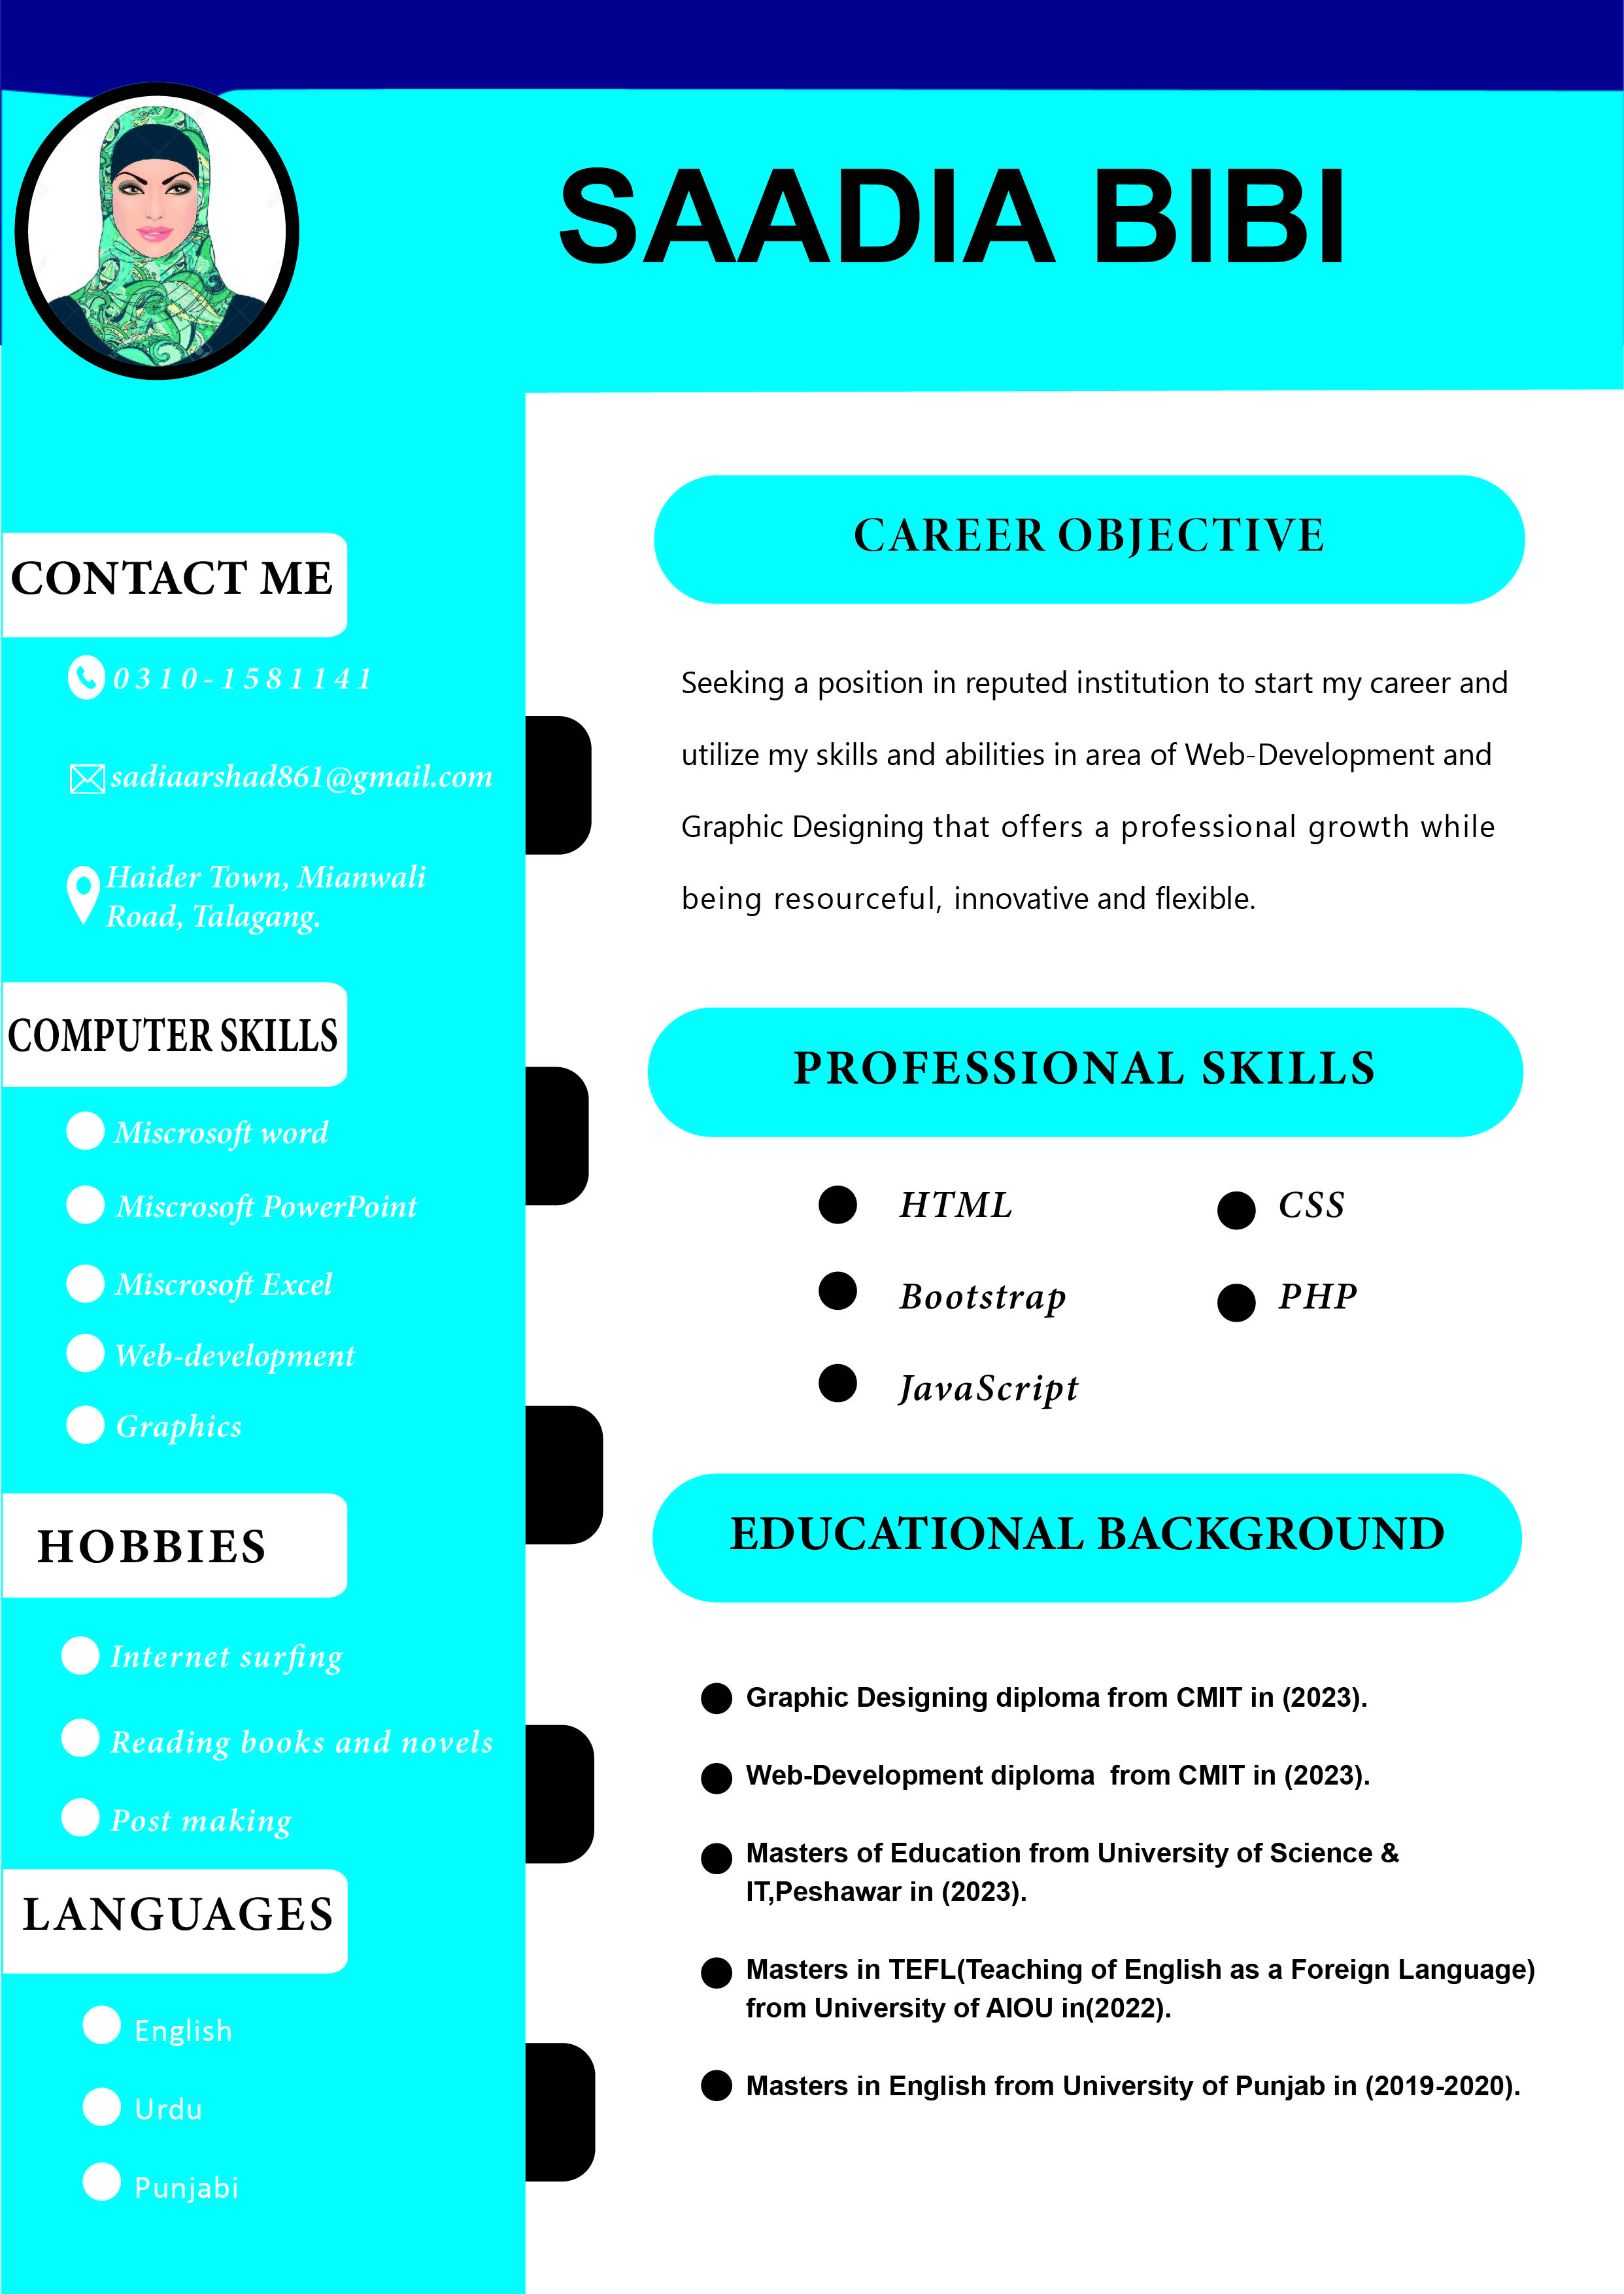 SAADIA BIBI
CONTACT ME
0310-1581141
sadiaarshad861@gmail.com
Haider Town, Mianwali
Road, Talagang.
COMPUTER SKILLS
Miscrosoft word
Miscrosoft PowerPoint
Miscrosoft Excel
Web-development
Graphics
HOBBIES
Internet surfing
Reading books and novels
Post making
LANGUAGES
English
Urdu
Punjabi
CAREER OBJECTIVE
Seeking a position in reputed institution to start my career and
utilize my skills and abilities in area of Web-Development and
Graphic Designing that offers a professional growth while
being resourceful, innovative and flexible.
PROFESSIONAL SKILLS
HTML
CSS
Bootstrap
PHP
JavaScript
EDUCATIONAL BACKGROUND
Graphic Designing diploma from CMIT in (2023).
Web-Development diploma  from CMIT in (2023).
Masters of Education from University of Science &
IT,Peshawar in (2023).
Masters in TEFL(Teaching of English as a Foreign Language)
from University of AIOU in(2022).
Masters in English from University of Punjab in (2019-2020).